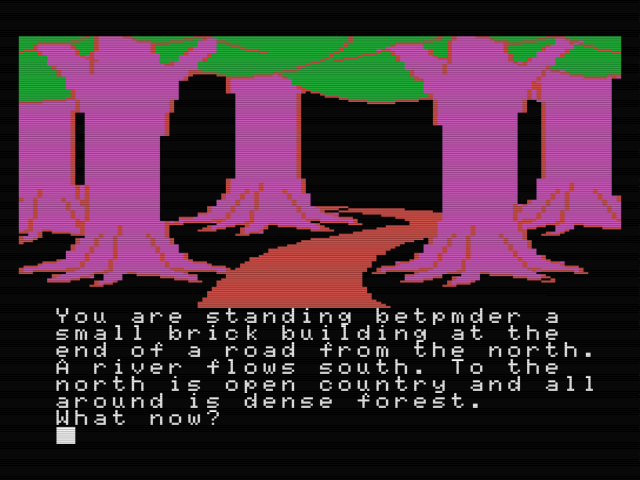 You are standing betpmder a
small brick building at the
end of a road from the north.
A river flows south. To the
north is open country and all
around is dense forest.
What now?